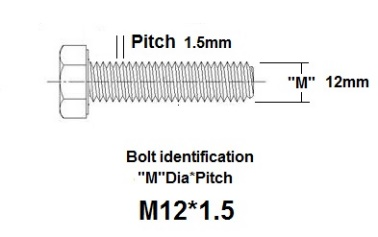 Pitch 1.5mm
"M" 12mm
Bolt identification
"M"Dia*Pitch
M12*1.5